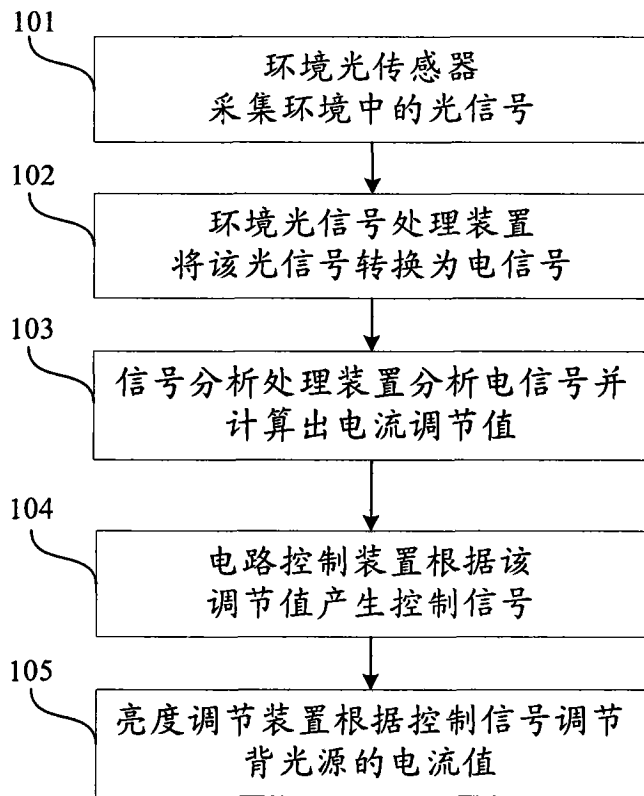 101
环境光传感器
采集环境中的光信号
102
环境光信号处理装置
将该光信号转换为电信号
103
信号分析处理装置分析电信号并
计算出电流调节值
104
电路控制装置根据该
调节值产生控制信号
105
亮度调节装置根据控制信号调节
背光源的电流值